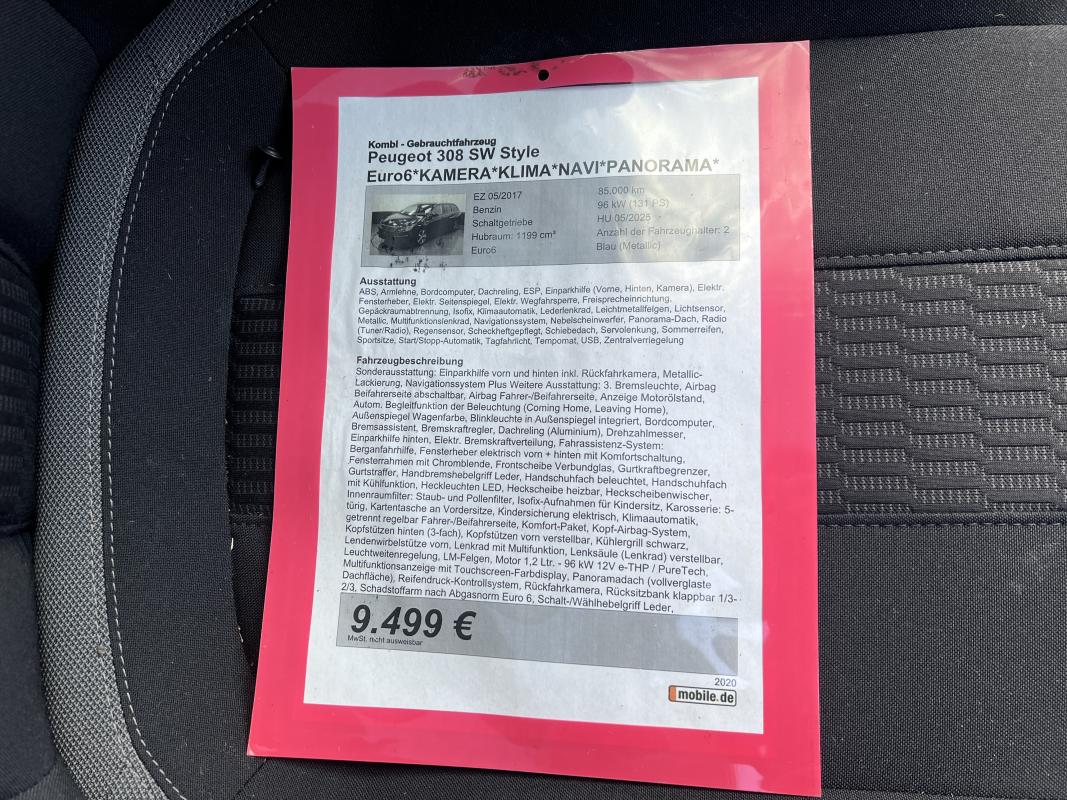 Kombi - Gebrauchtfahrzeug
Peugeot 308 SW Style
Euro6*KAMERA*KLIMA*NAVI*PANORAMA*
EZ 05/2017
Benzin
Schaltgetriebe
Hubraum: 1199 cm³
Euro6
85.000 km
96 kW (131 PS)
HU 05/2025
Anzahl der Fahrzeughalter: 2
Blau (Metallic)
Ausstattung
ABS, Armlehne, Bordcomputer, Dachreling, ESP, Einparkhilfe (Vorne, Hinten, Kamera), Elektr.
Fensterheber, Elektr. Seitenspiegel, Elektr. Wegfahrsperre, Freisprecheinrichtung,
Gepäckraumabtrennung, Isofix, Klimaautomatik, Lederlenkrad, Leichtmetallfelgen, Lichtsensor,
Metallic, Multifunktionslenkrad, Navigationssystem, Nebelscheinwerfer, Panorama-Dach, Radio
(Tuner/Radio), Regensensor, Scheckheftgepflegt, Schiebedach, Servolenkung, Sommerreifen,
Sportsitze, Start/Stopp-Automatik, Tagfahrlicht, Tempomat, USB, Zentralverriegelung
Fahrzeugbeschreibung
Sonderausstattung: Einparkhilfe vorn und hinten inkl. Rückfahrkamera, Metallic-
Lackierung, Navigationssystem Plus Weitere Ausstattung: 3. Bremsleuchte, Airbag
Beifahrerseite abschaltbar, Airbag Fahrer-/Beifahrerseite, Anzeige Motorölstand,
Autom. Begleitfunktion der Beleuchtung (Coming Home, Leaving Home),
Außenspiegel Wagenfarbe, Blinkleuchte in Außenspiegel integriert, Bordcomputer,
Bremsassistent, Bremskraftregler, Dachreling (Aluminium), Drehzahlmesser,
Einparkhilfe hinten, Elektr. Bremskraftverteilung, Fahrassistenz-System:
Berganfahrhilfe, Fensterheber elektrisch vorn + hinten mit Komfortschaltung,
Fensterrahmen mit Chromblende, Frontscheibe Verbundglas, Gurtkraftbegrenzer,
Gurtstraffer, Handbremshebelgriff Leder, Handschuhfach beleuchtet, Handschuhfach
mit Kühlfunktion, Heckleuchten LED, Heckscheibe heizbar, Heckscheibenwischer,
Innenraumfilter: Staub- und Pollenfilter, Isofix-Aufnahmen für Kindersitz, Karosserie: 5-
türig, Kartentasche an Vordersitze, Kindersicherung elektrisch, Klimaautomatik,
getrennt regelbar Fahrer-/Beifahrerseite, Komfort-Paket, Kopf-Airbag-System,
Kopfstützen hinten (3-fach), Kopfstützen vorn verstellbar, Kühlergrill schwarz,
Lendenwirbelstütze vorn, Lenkrad mit Multifunktion, Lenksäule (Lenkrad) verstellbar,
Leuchtweitenregelung, LM-Felgen, Motor 1,2 Ltr. - 96 kW 12V e-THP / PureTech,
Multifunktionsanzeige mit Touchscreen-Farbdisplay, Panoramadach (vollverglaste
Dachfläche), Reifendruck-Kontrollsystem, Rückfahrkamera, Rücksitzbank klappbar 1/3-
2/3, Schadstoffarm nach Abgasnorm Euro 6, Schalt-/Wählhebelgriff Leder,
9.499 €
MwSt. nicht ausweisbar
2020
mobile.de